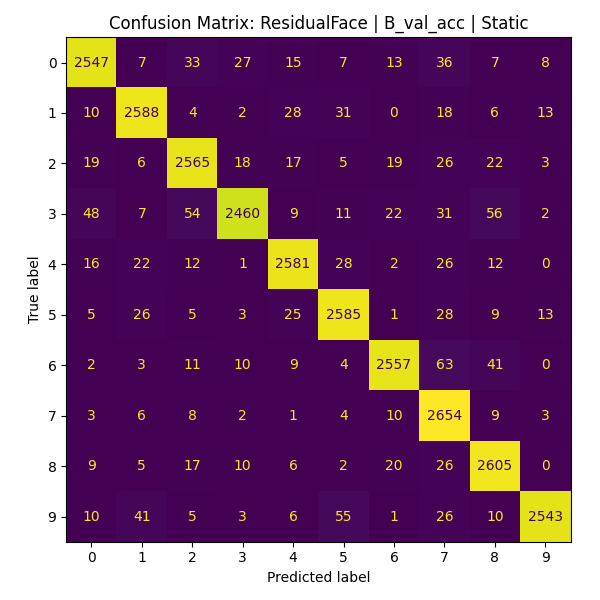 Confusion Matrix: ResidualFace | B_val_acc | Static
0 2547 7 33 27 15 7 13 36 7 8
1 10 2588 4 2 28 31 0 18 6 13
2 19 6 2565 18 17 5 19 26 22 3
3 48 7 54 2460 9 11 22 31 56 2
4 16 22 12 1 2581 28 2 26 12 0
5 5 26 5 3 25 2585 1 28 9 13
6 2 3 11 10 9 4 2557 63 41 0
7 3 6 8 2 1 4 10 2654 9 3
8 9 5 17 10 6 2 20 26 2605 0
9 10 41 5 3 6 55 1 26 10 2543
0 1 2 3 4 5 6 7 8 9
Predicted label
True label